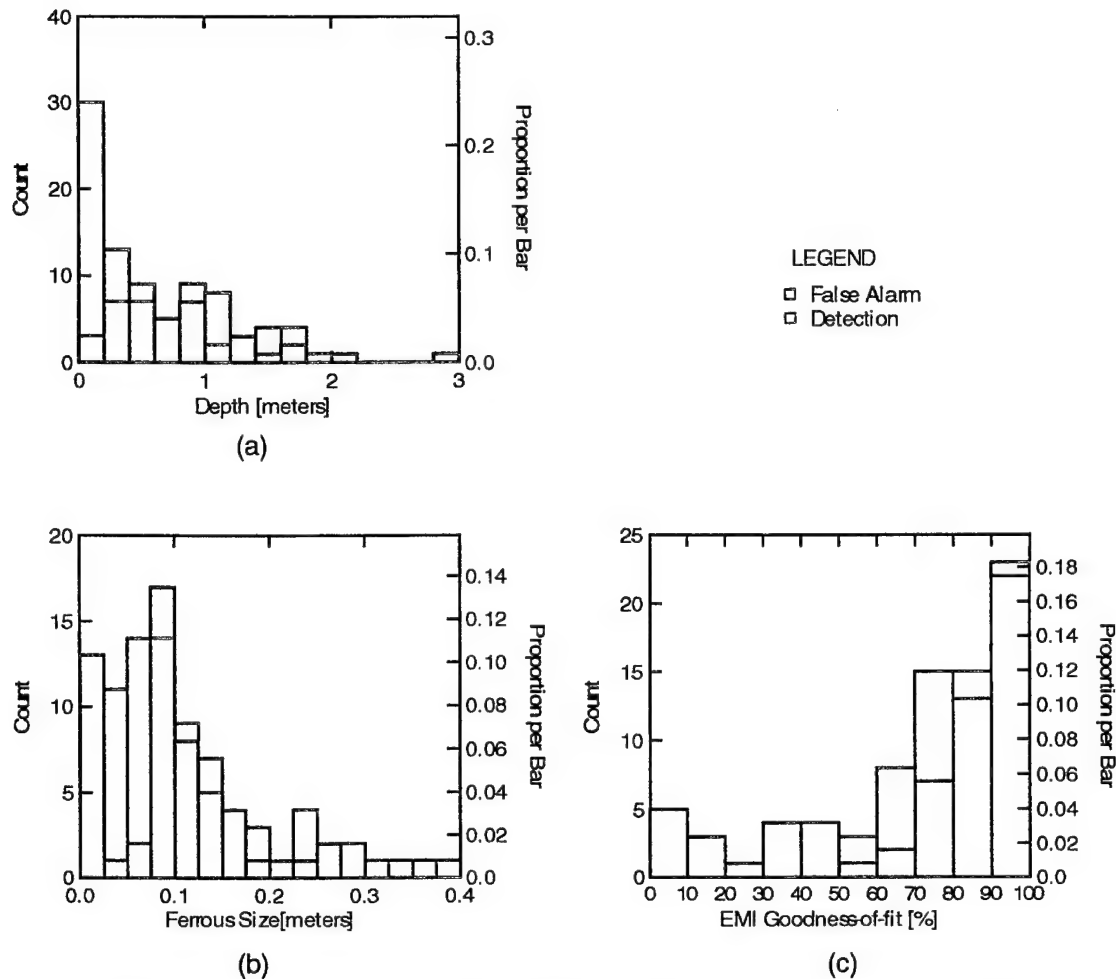 40
30
20
10
0
Count
0.3
0.2
0.1
0.0
Proportion per Bar
0 1 2 3
Depth [meters]
(a)
LEGEND
False Alarm
Detection
20
15
10
5
0
Count
0.14
0.12
0.10
0.08
0.06
0.04
0.02
0.0
Proportion per Bar
0.0 0.1 0.2 0.3 0.4
Ferrous Size[meters]
(b)
25
20
15
10
5
0
Count
0.18
0.16
0.14
0.12
0.10
0.08
0.06
0.04
0.02
0.0
Proportion per Bar
0 10 20 30 40 50 60 70 80 90 100
EMI Goodness-of-fit [%]
(c)